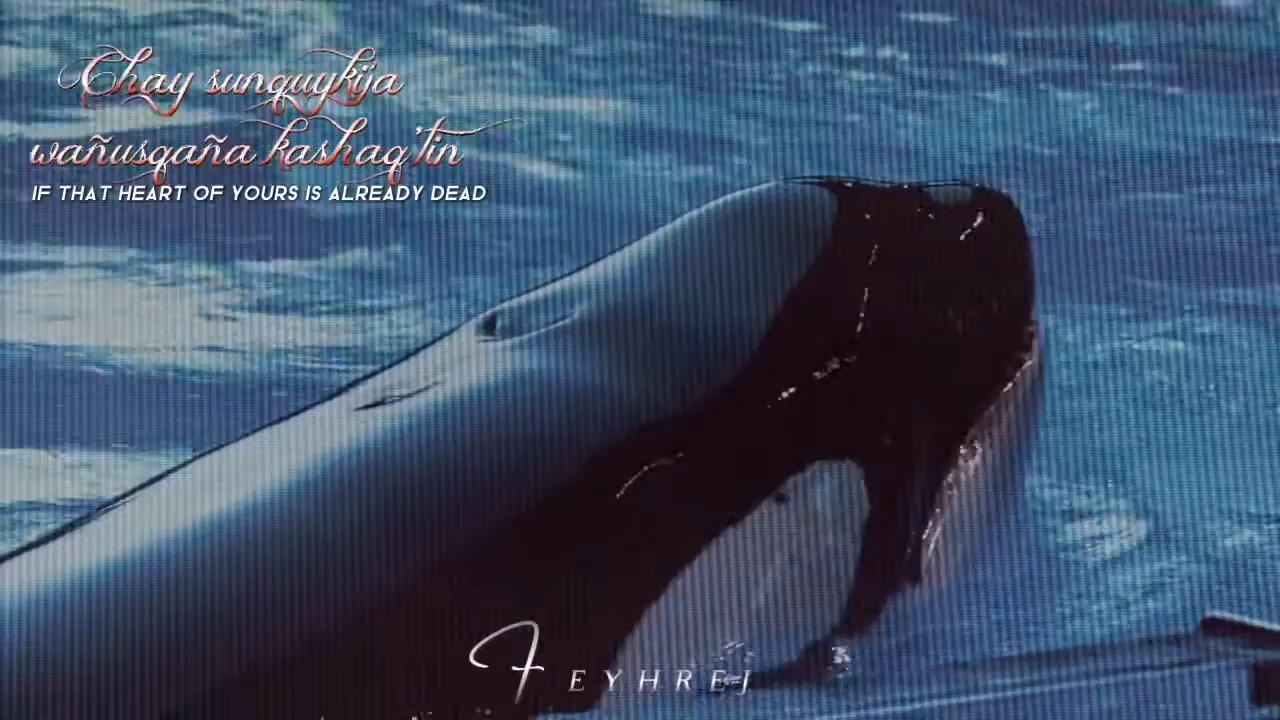 Chay sunquykija
wañusqaña kashaq'tin
IF THAT HEART OF YOURS IS ALREADY DEAD
FEYHREJ